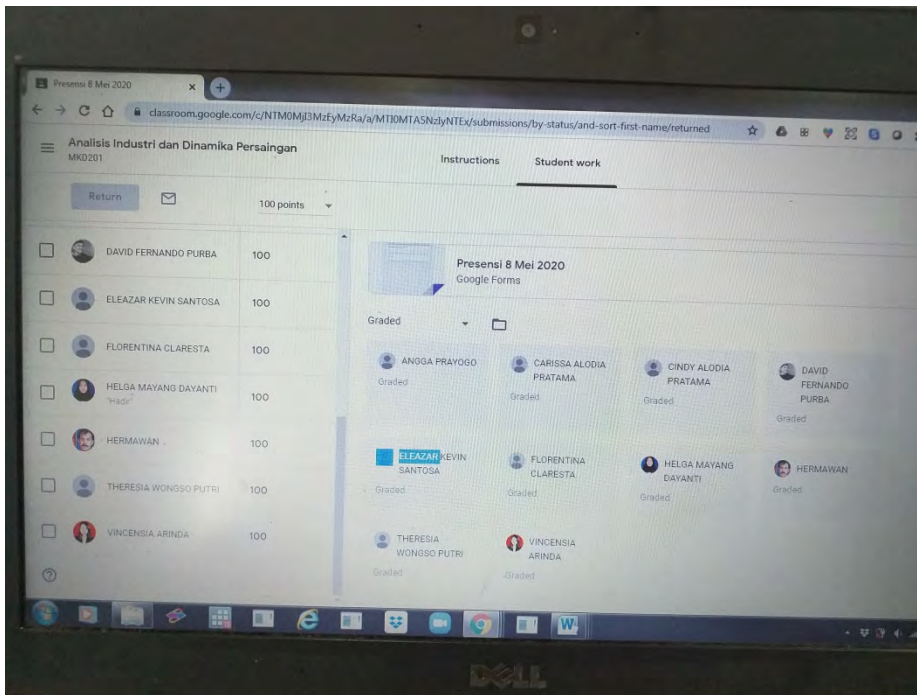 Presensi 8 Mei 2020
classroom.google.com/c/NTM0MjI3MzEyMzRa/a/MTI0MTA5NzIyNTEx/submissions/by-status/and-sort-first-name/returned
Analisis Industri dan Dinamika Persaingan
MKD201
Instructions
Student work
Return
100 points
DAVID FERNANDO PURBA 100
ELEAZAR KEVIN SANTOSA 100
FLORENTINA CLARESTA 100
HELGA MAYANG DAYANTI 100
"Hadir"
HERMAWAN . 100
THERESIA WONGSO PUTRI 100
VINCENSIA ARINDA 100
Presensi 8 Mei 2020
Google Forms
Graded
ANGGA PRAYOGO
Graded
CARISSA ALODIA
PRATAMA
Graded
CINDY ALODIA
PRATAMA
Graded
DAVID
FERNANDO
PURBA
Graded
ELEAZAR KEVIN
SANTOSA
Graded
FLORENTINA
CLARESTA
Graded
HELGA MAYANG
DAYANTI
Graded
HERMAWAN
Graded
THERESIA
WONGSO PUTRI
Graded
VINCENSIA
ARINDA
Graded
DELL